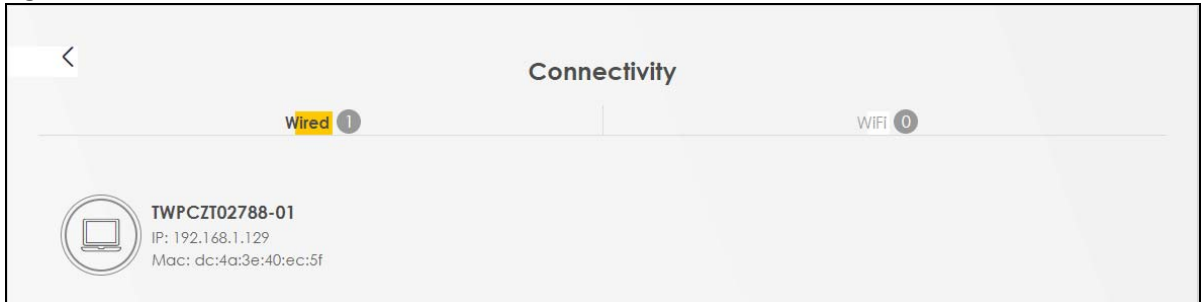 Connectivity
Wired 1
WiFi 0
TWPCZT02788-01
IP: 192.168.1.129
Mac: dc:4a:3e:40:ec:5f